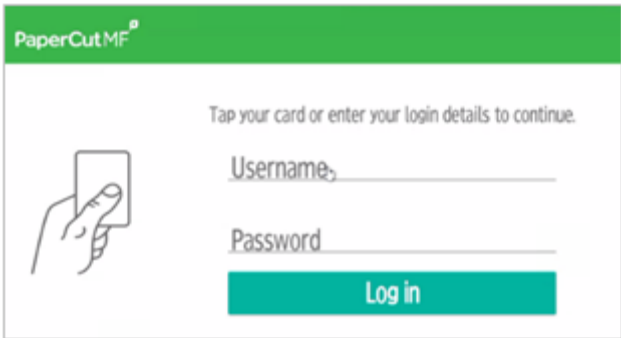 PaperCutMF
Tap your card or enter your login details to continue.
Username
Password
Log in